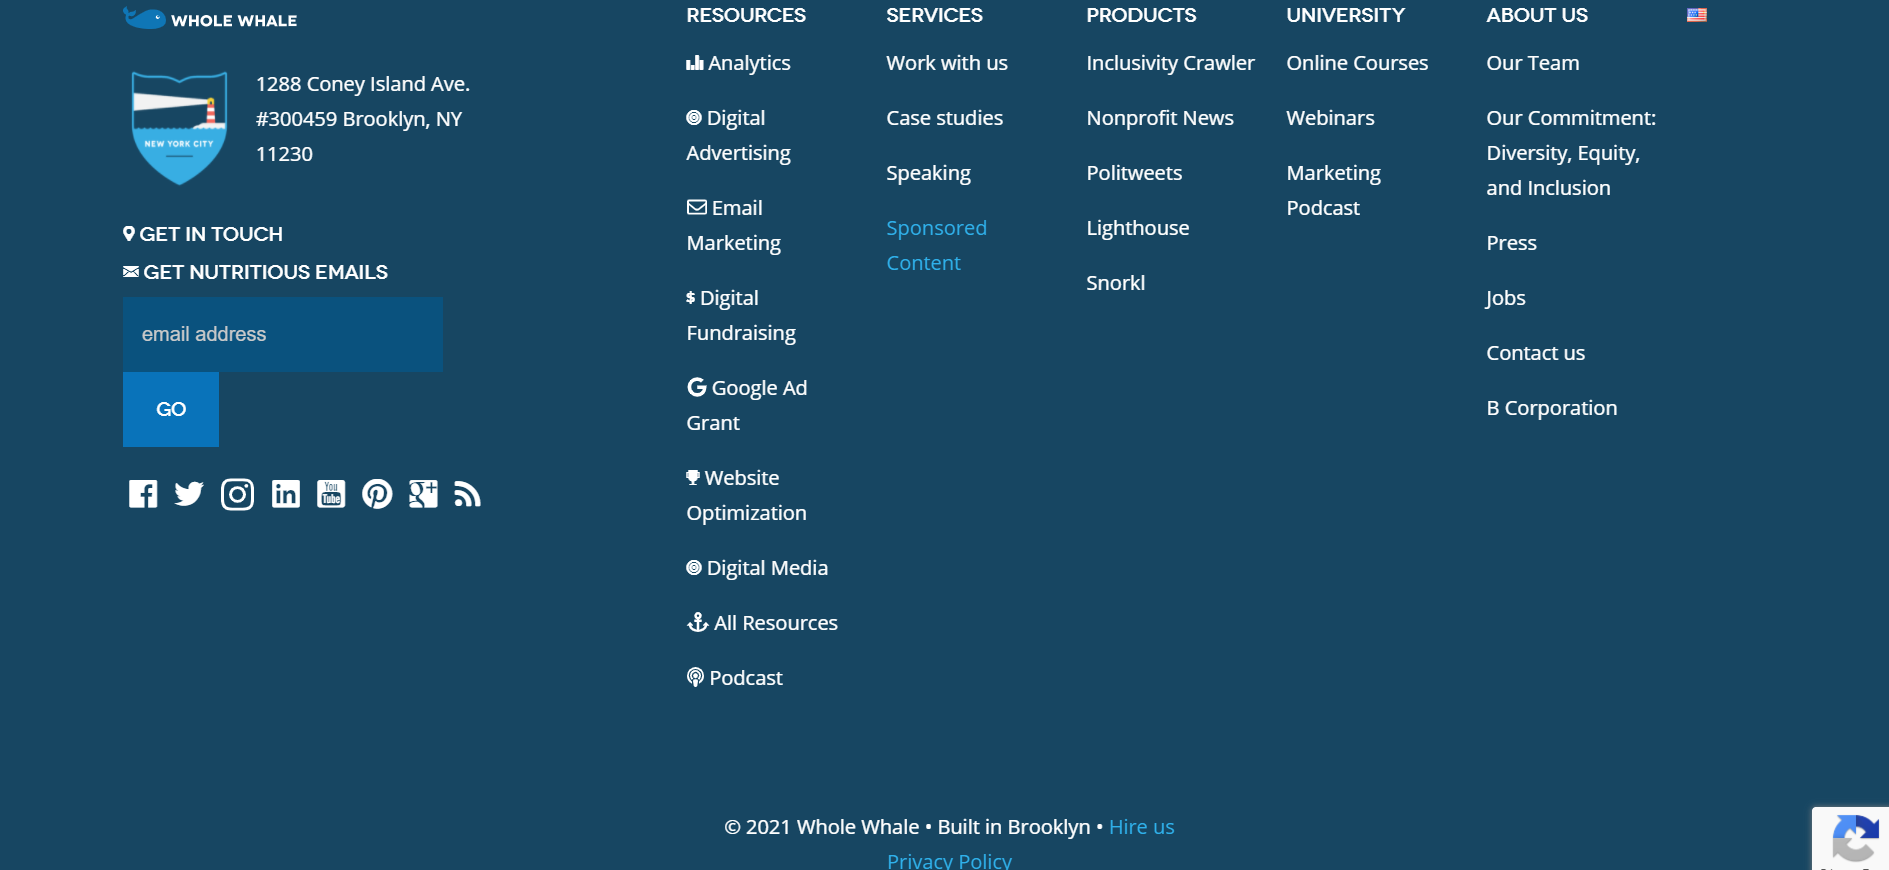 WHOLE WHALE
NEW YORK CITY
1288 Coney Island Ave.
#300459 Brooklyn, NY
11230
GET IN TOUCH
GET NUTRITIOUS EMAILS
email address
GO
You
Tube
RESOURCES
Analytics
Digital
Advertising
Email
Marketing
$ Digital
Fundraising
Google Ad
Grant
Website
Optimization
Digital Media
All Resources
Podcast
SERVICES
Work with us
Case studies
Speaking
Sponsored
Content
PRODUCTS
Inclusivity Crawler
Nonprofit News
Politweets
Lighthouse
Snorkl
UNIVERSITY
Online Courses
Webinars
Marketing
Podcast
ABOUT US
Our Team
Our Commitment:
Diversity, Equity,
and Inclusion
Press
Jobs
Contact us
B Corporation
© 2021 Whole Whale • Built in Brooklyn • Hire us
Privacy Policy